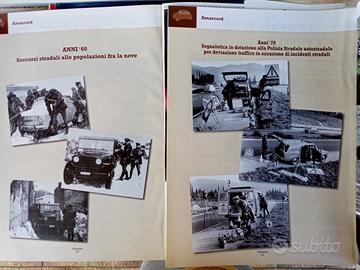 Amarcord
ANNI '60
Soccorsi stradali alle popolazioni fra la neve
Amarcord
Anni '70
Segnaletica in dotazione alla Polizia Stradale autostradale
per deviazione traffico in occasione di incidenti stradali
subito